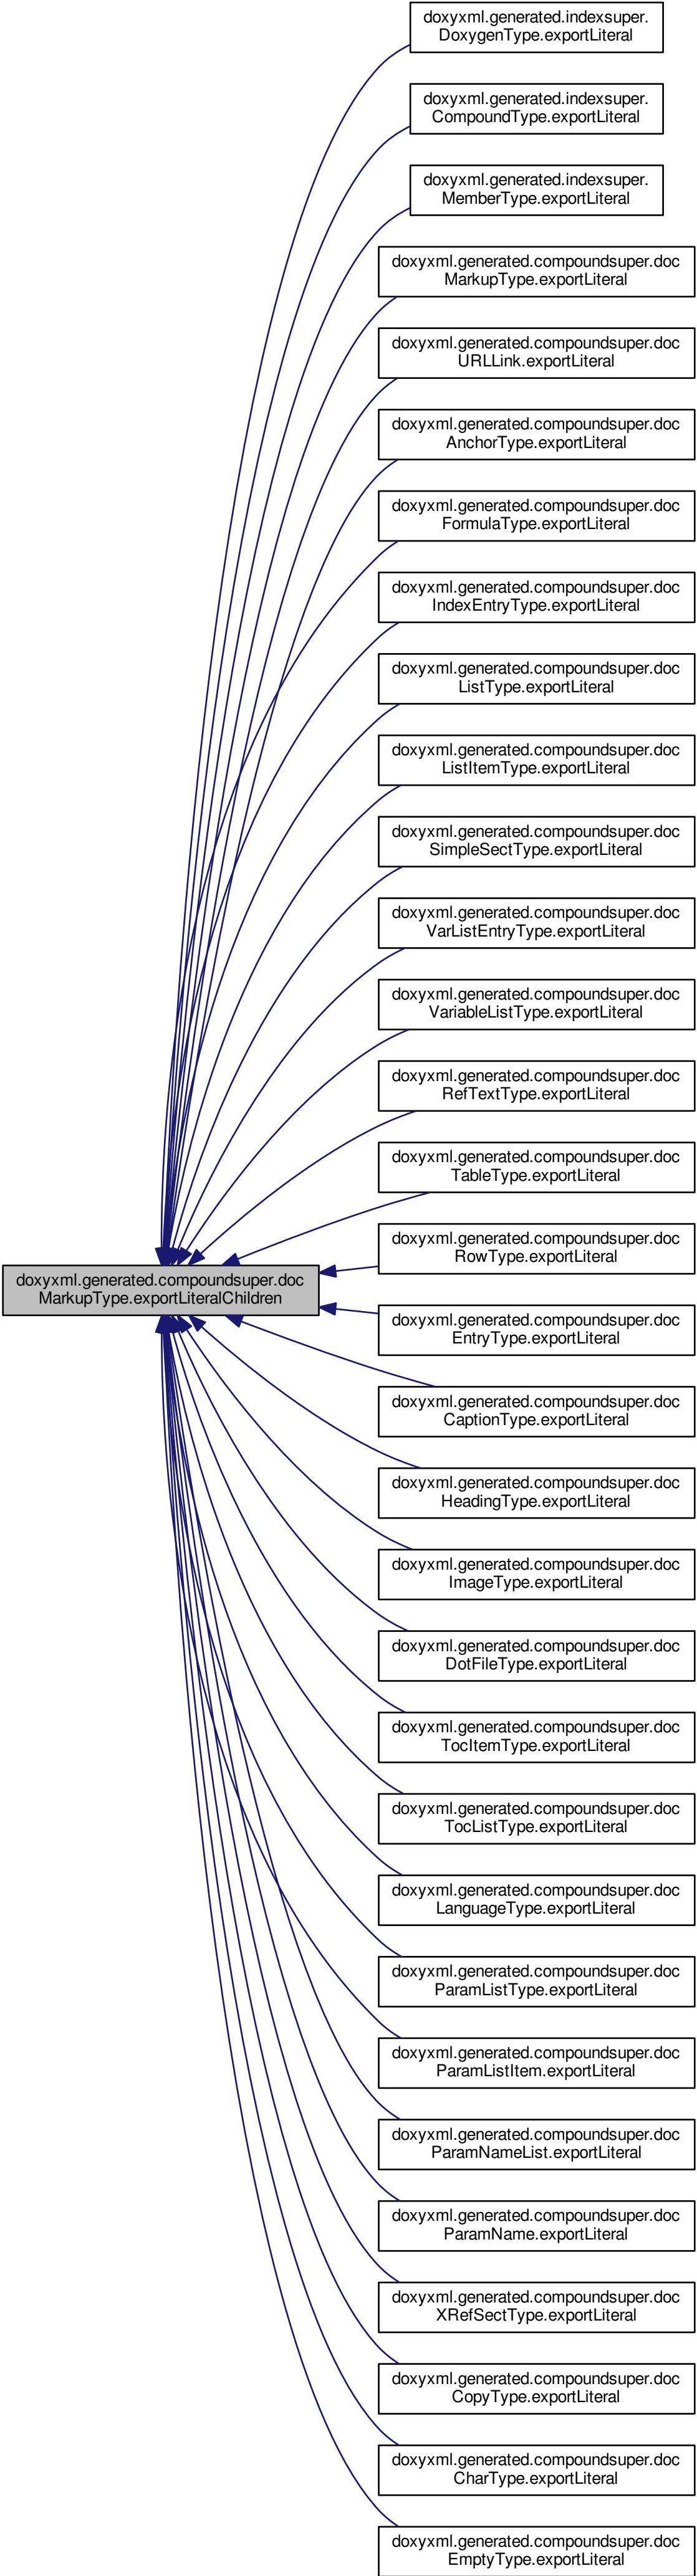 doxyxml.generated.indexsuper.
DoxygenType.exportLiteral
doxyxml.generated.indexsuper.
CompoundType.exportLiteral
doxyxml.generated.indexsuper.
MemberType.exportLiteral
doxyxml.generated.compoundsuper.doc
MarkupType.exportLiteral
doxyxml.generated.compoundsuper.doc
URLLink.exportLiteral
doxyxml.generated.compoundsuper.doc
AnchorType.exportLiteral
doxyxml.generated.compoundsuper.doc
FormulaType.exportLiteral
doxyxml.generated.compoundsuper.doc
IndexEntryType.exportLiteral
doxyxml.generated.compoundsuper.doc
ListType.exportLiteral
doxyxml.generated.compoundsuper.doc
ListItemType.exportLiteral
doxyxml.generated.compoundsuper.doc
SimpleSectType.exportLiteral
doxyxml.generated.compoundsuper.doc
VarListEntryType.exportLiteral
doxyxml.generated.compoundsuper.doc
VariableListType.exportLiteral
doxyxml.generated.compoundsuper.doc
RefTextType.exportLiteral
doxyxml.generated.compoundsuper.doc
TableType.exportLiteral
doxyxml.generated.compoundsuper.doc
RowType.exportLiteral
doxyxml.generated.compoundsuper.doc
MarkupType.exportLiteralChildren
doxyxml.generated.compoundsuper.doc
EntryType.exportLiteral
doxyxml.generated.compoundsuper.doc
CaptionType.exportLiteral
doxyxml.generated.compoundsuper.doc
HeadingType.exportLiteral
doxyxml.generated.compoundsuper.doc
ImageType.exportLiteral
doxyxml.generated.compoundsuper.doc
DotFileType.exportLiteral
doxyxml.generated.compoundsuper.doc
TocItemType.exportLiteral
doxyxml.generated.compoundsuper.doc
TocListType.exportLiteral
doxyxml.generated.compoundsuper.doc
LanguageType.exportLiteral
doxyxml.generated.compoundsuper.doc
ParamListType.exportLiteral
doxyxml.generated.compoundsuper.doc
ParamListItem.exportLiteral
doxyxml.generated.compoundsuper.doc
ParamNameList.exportLiteral
doxyxml.generated.compoundsuper.doc
ParamName.exportLiteral
doxyxml.generated.compoundsuper.doc
XRefSectType.exportLiteral
doxyxml.generated.compoundsuper.doc
CopyType.exportLiteral
doxyxml.generated.compoundsuper.doc
CharType.exportLiteral
doxyxml.generated.compoundsuper.doc
EmptyType.exportLiteral